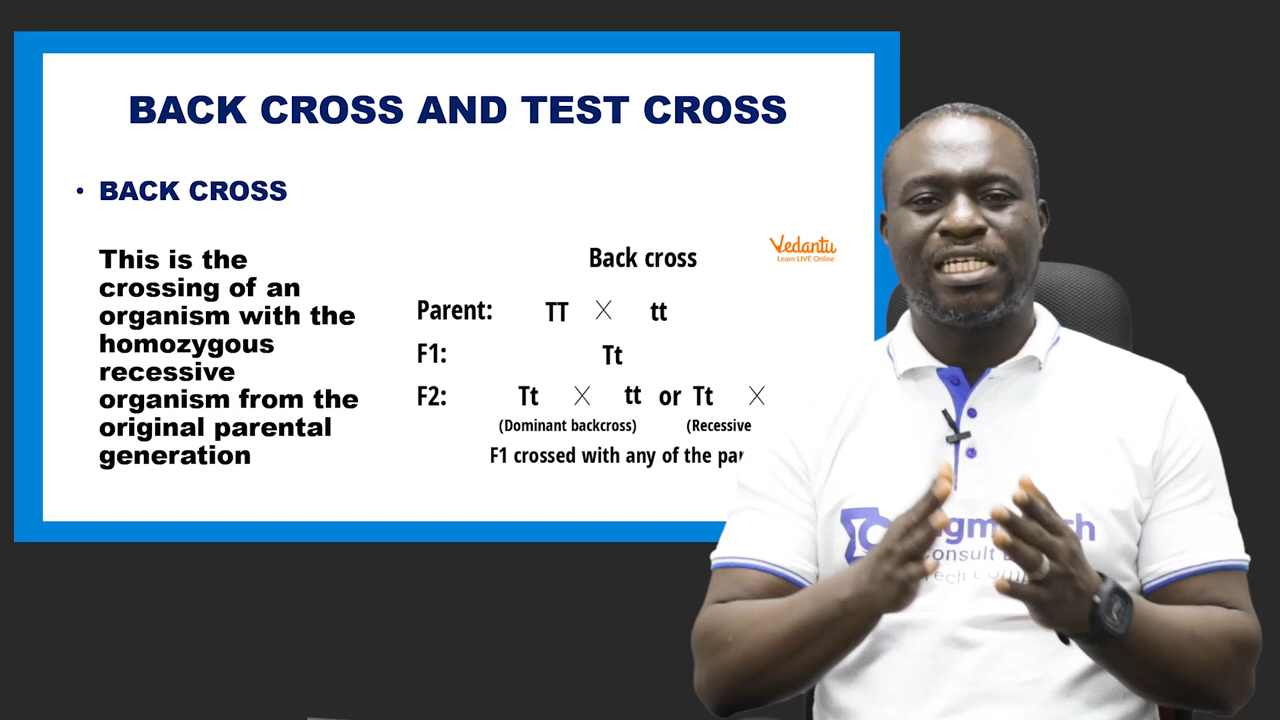 BACK CROSS AND TEST CROSS
• BACK CROSS
This is the
crossing of an
organism with the
homozygous
recessive
organism from the
original parental
generation
Vedantu
Learn LIVE Online
Back cross
Parent: TT X tt
F1: Tt
F2: Tt X tt or Tt X
(Dominant backcross) (Recessive
F1 crossed with any of the
onsult